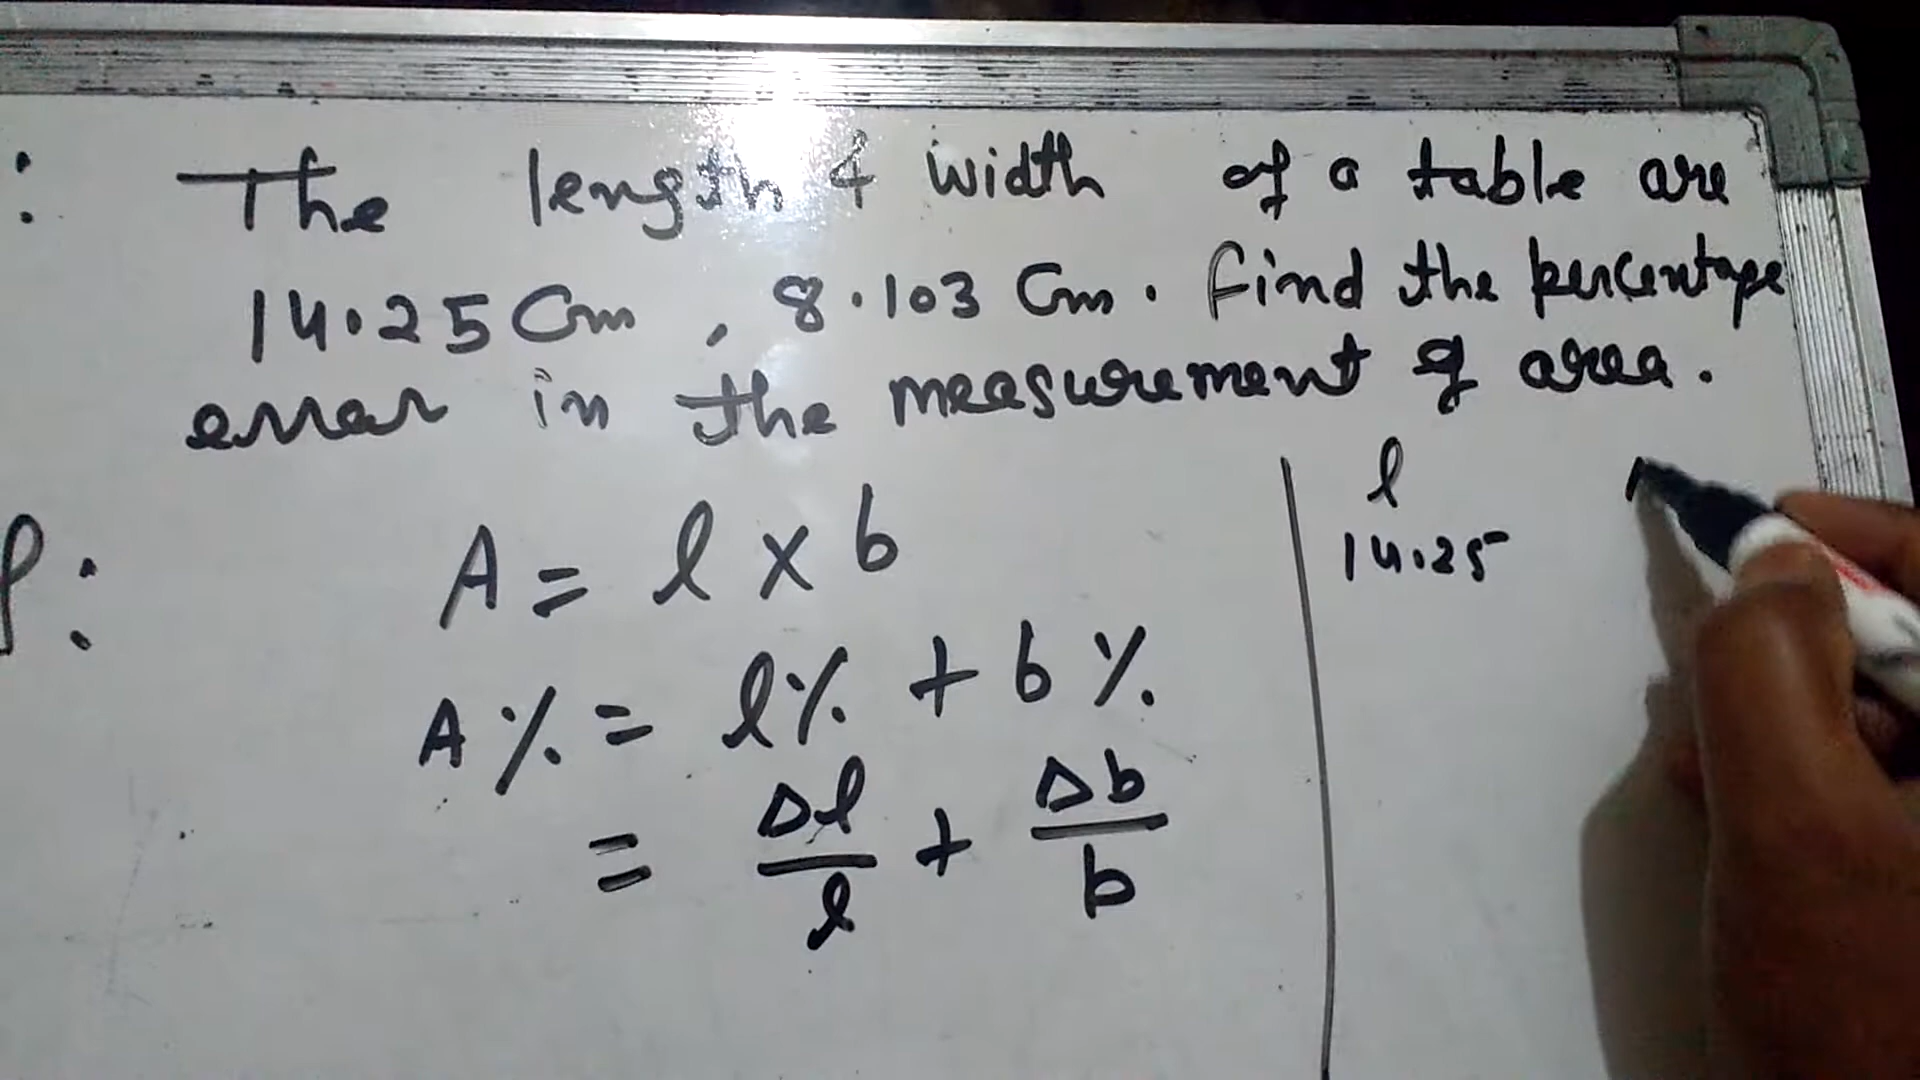 : The length & width of a table are
14.25 Cm , 8.103 Cm . Find the percentage
error in the measurement of area.
A = l x b
A % = l % + b %
= Δl/l + Δb/b
l
14.25